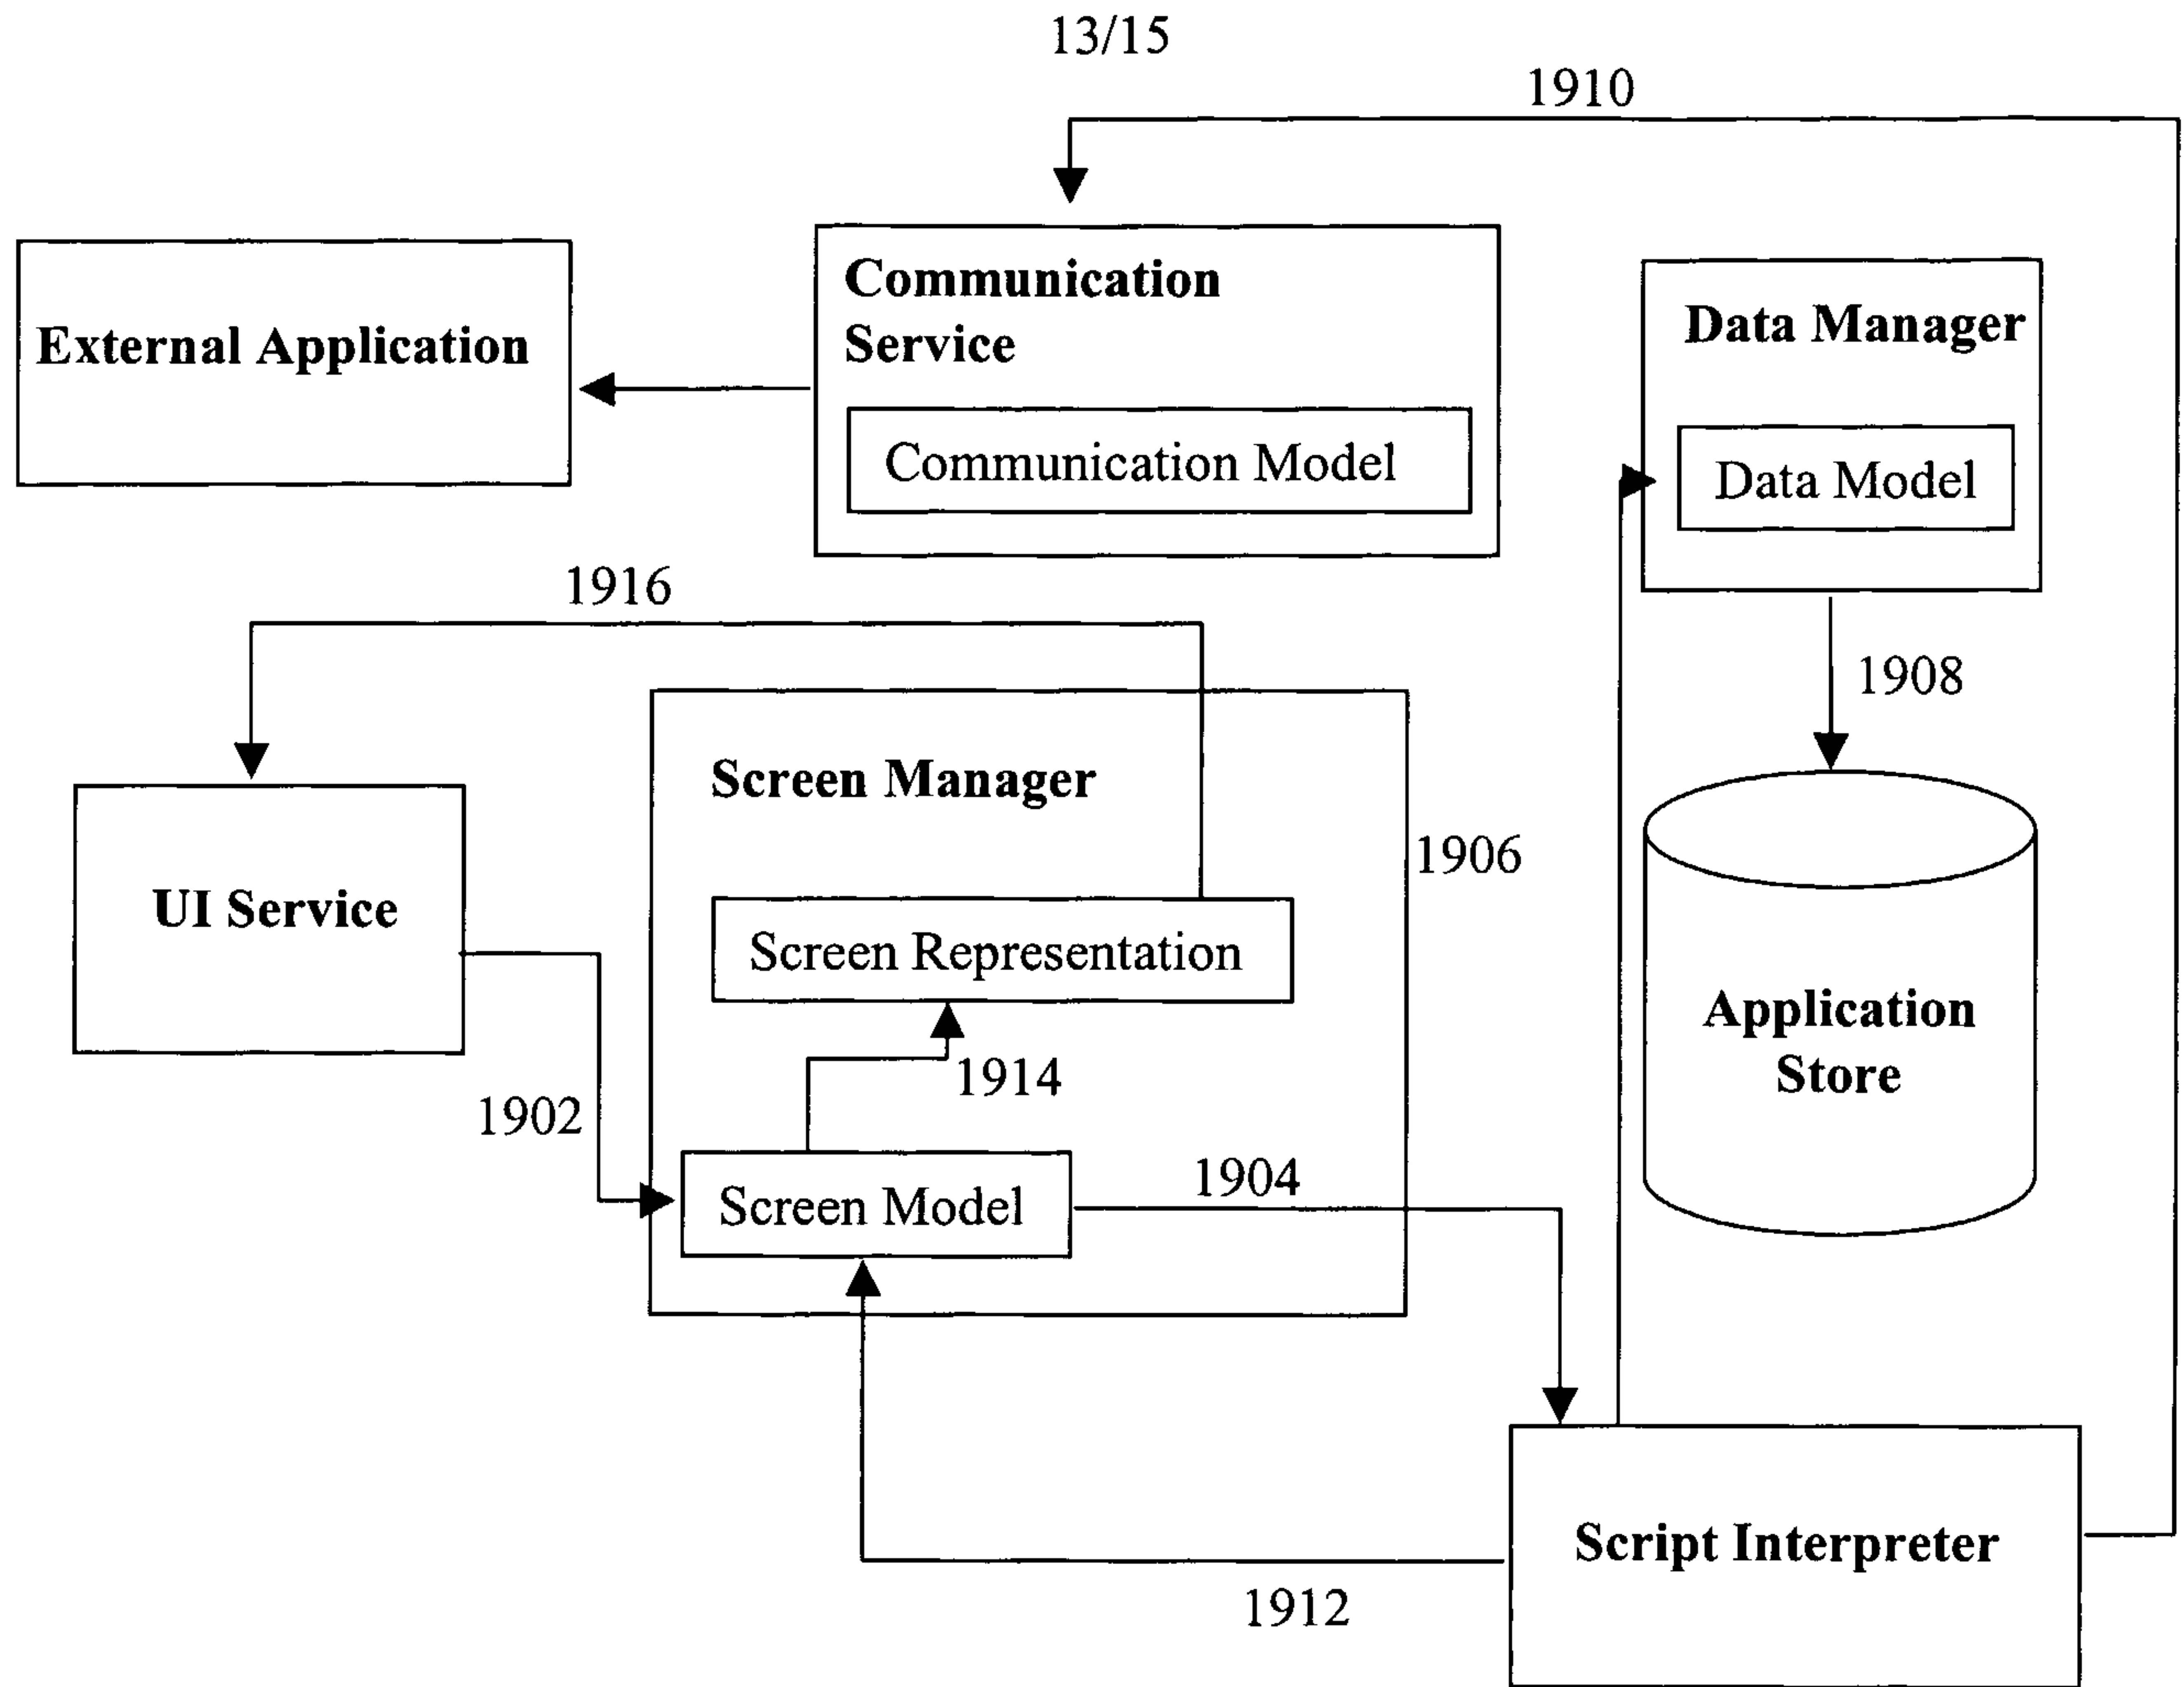 13/15
1910
External Application
Communication
Service
Communication Model
Data Manager
Data Model
1916
1908
Screen Manager
1906
UI Service
Screen Representation
Application
Store
1914
1902
Screen Model
1904
Script Interpreter
1912